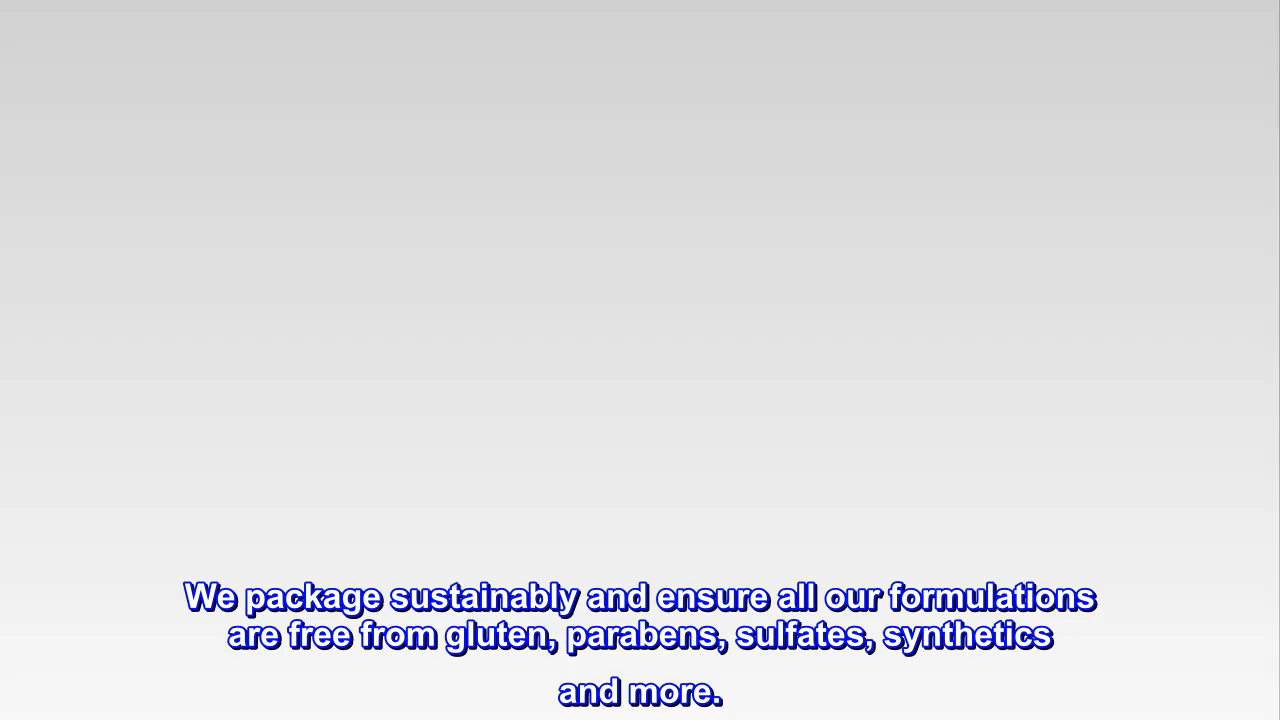 We package sustainably and ensure all our formulations
are free from gluten, parabens, sulfates, synthetics
and more.